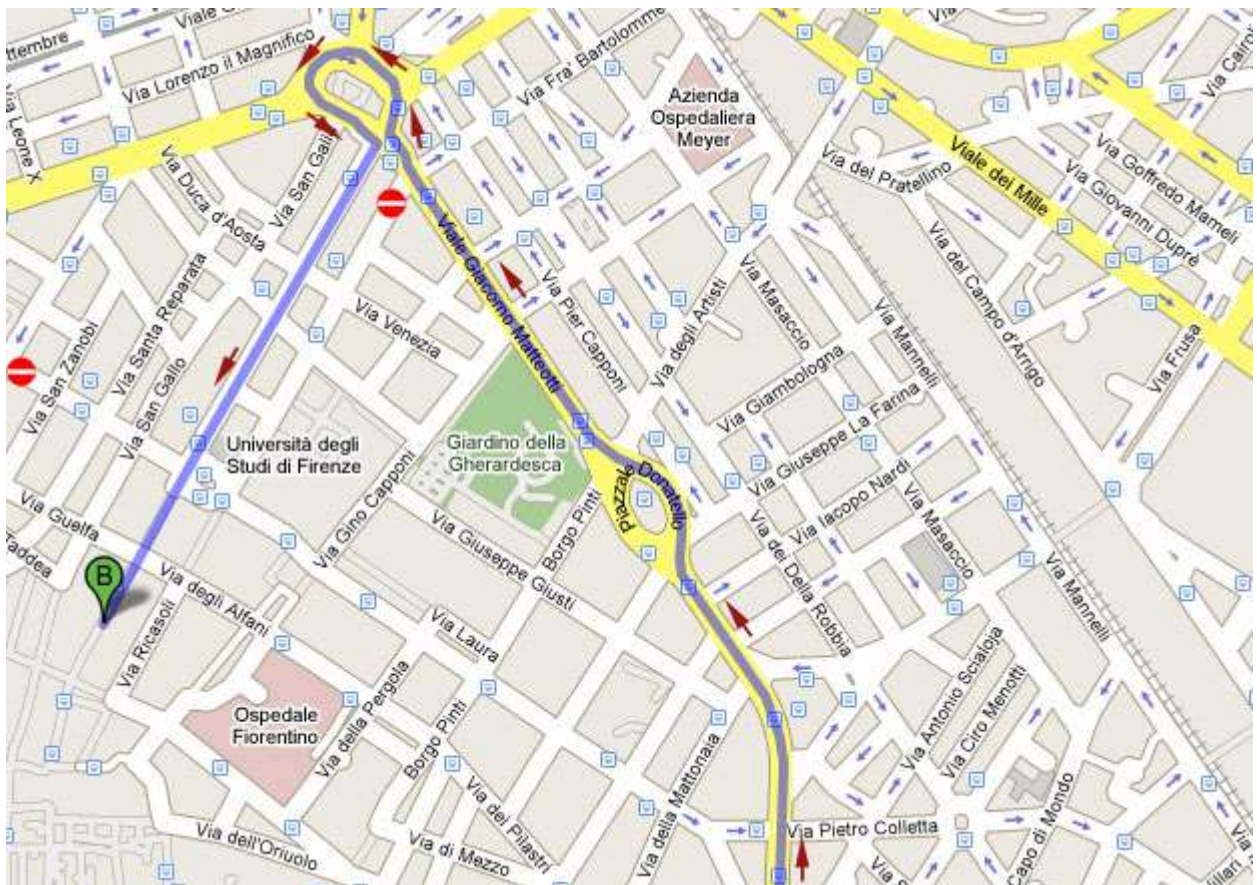 Viale G
ttembre
Via Lorenzo il Magnifico
Via Fra' Bartolomme
Via Cairol
Via Leone X
Azienda
Ospedaliera
Meyer
Via San Gall
Via Duca d'Aosta
Via del Pratellino
Viale dei Mille
Via Goffredo Mameli
Via Giovanni Duprè
Viale Giacomo Matteotti
Via Santa Reparata
Via Venezia
Via Pier Capponi
Via degli Artisti
Via Masaccio
Via Mannelli
Via del Campo d'Arrigo
Via Frusa
Via San Zanobi
Via San Gallo
Via Giambologna
Via Giuseppe La Farina
Università degli
Studi di Firenze
Giardino della
Gherardesca
Piazzale Donatello
Via Iacopo Nardi
Via Masaccio
Via Guelfa
Via Gino Capponi
Borgo Pinti
Via Giuseppe Giusti
Via dei Della Robbia
Via Mannelli
Taddea
B
Via degli Alfani
Via Ricasoli
Via Laura
Via Antonio Scialoja
Via Ciro Menotti
Ospedale
Fiorentino
Via della Pergola
Borgo Pinti
Via della Mattonaia
Via dei Pilastri
Via Pietro Colletta
Capo di Mondo
Via dell'Oriuolo
Via di Mezzo